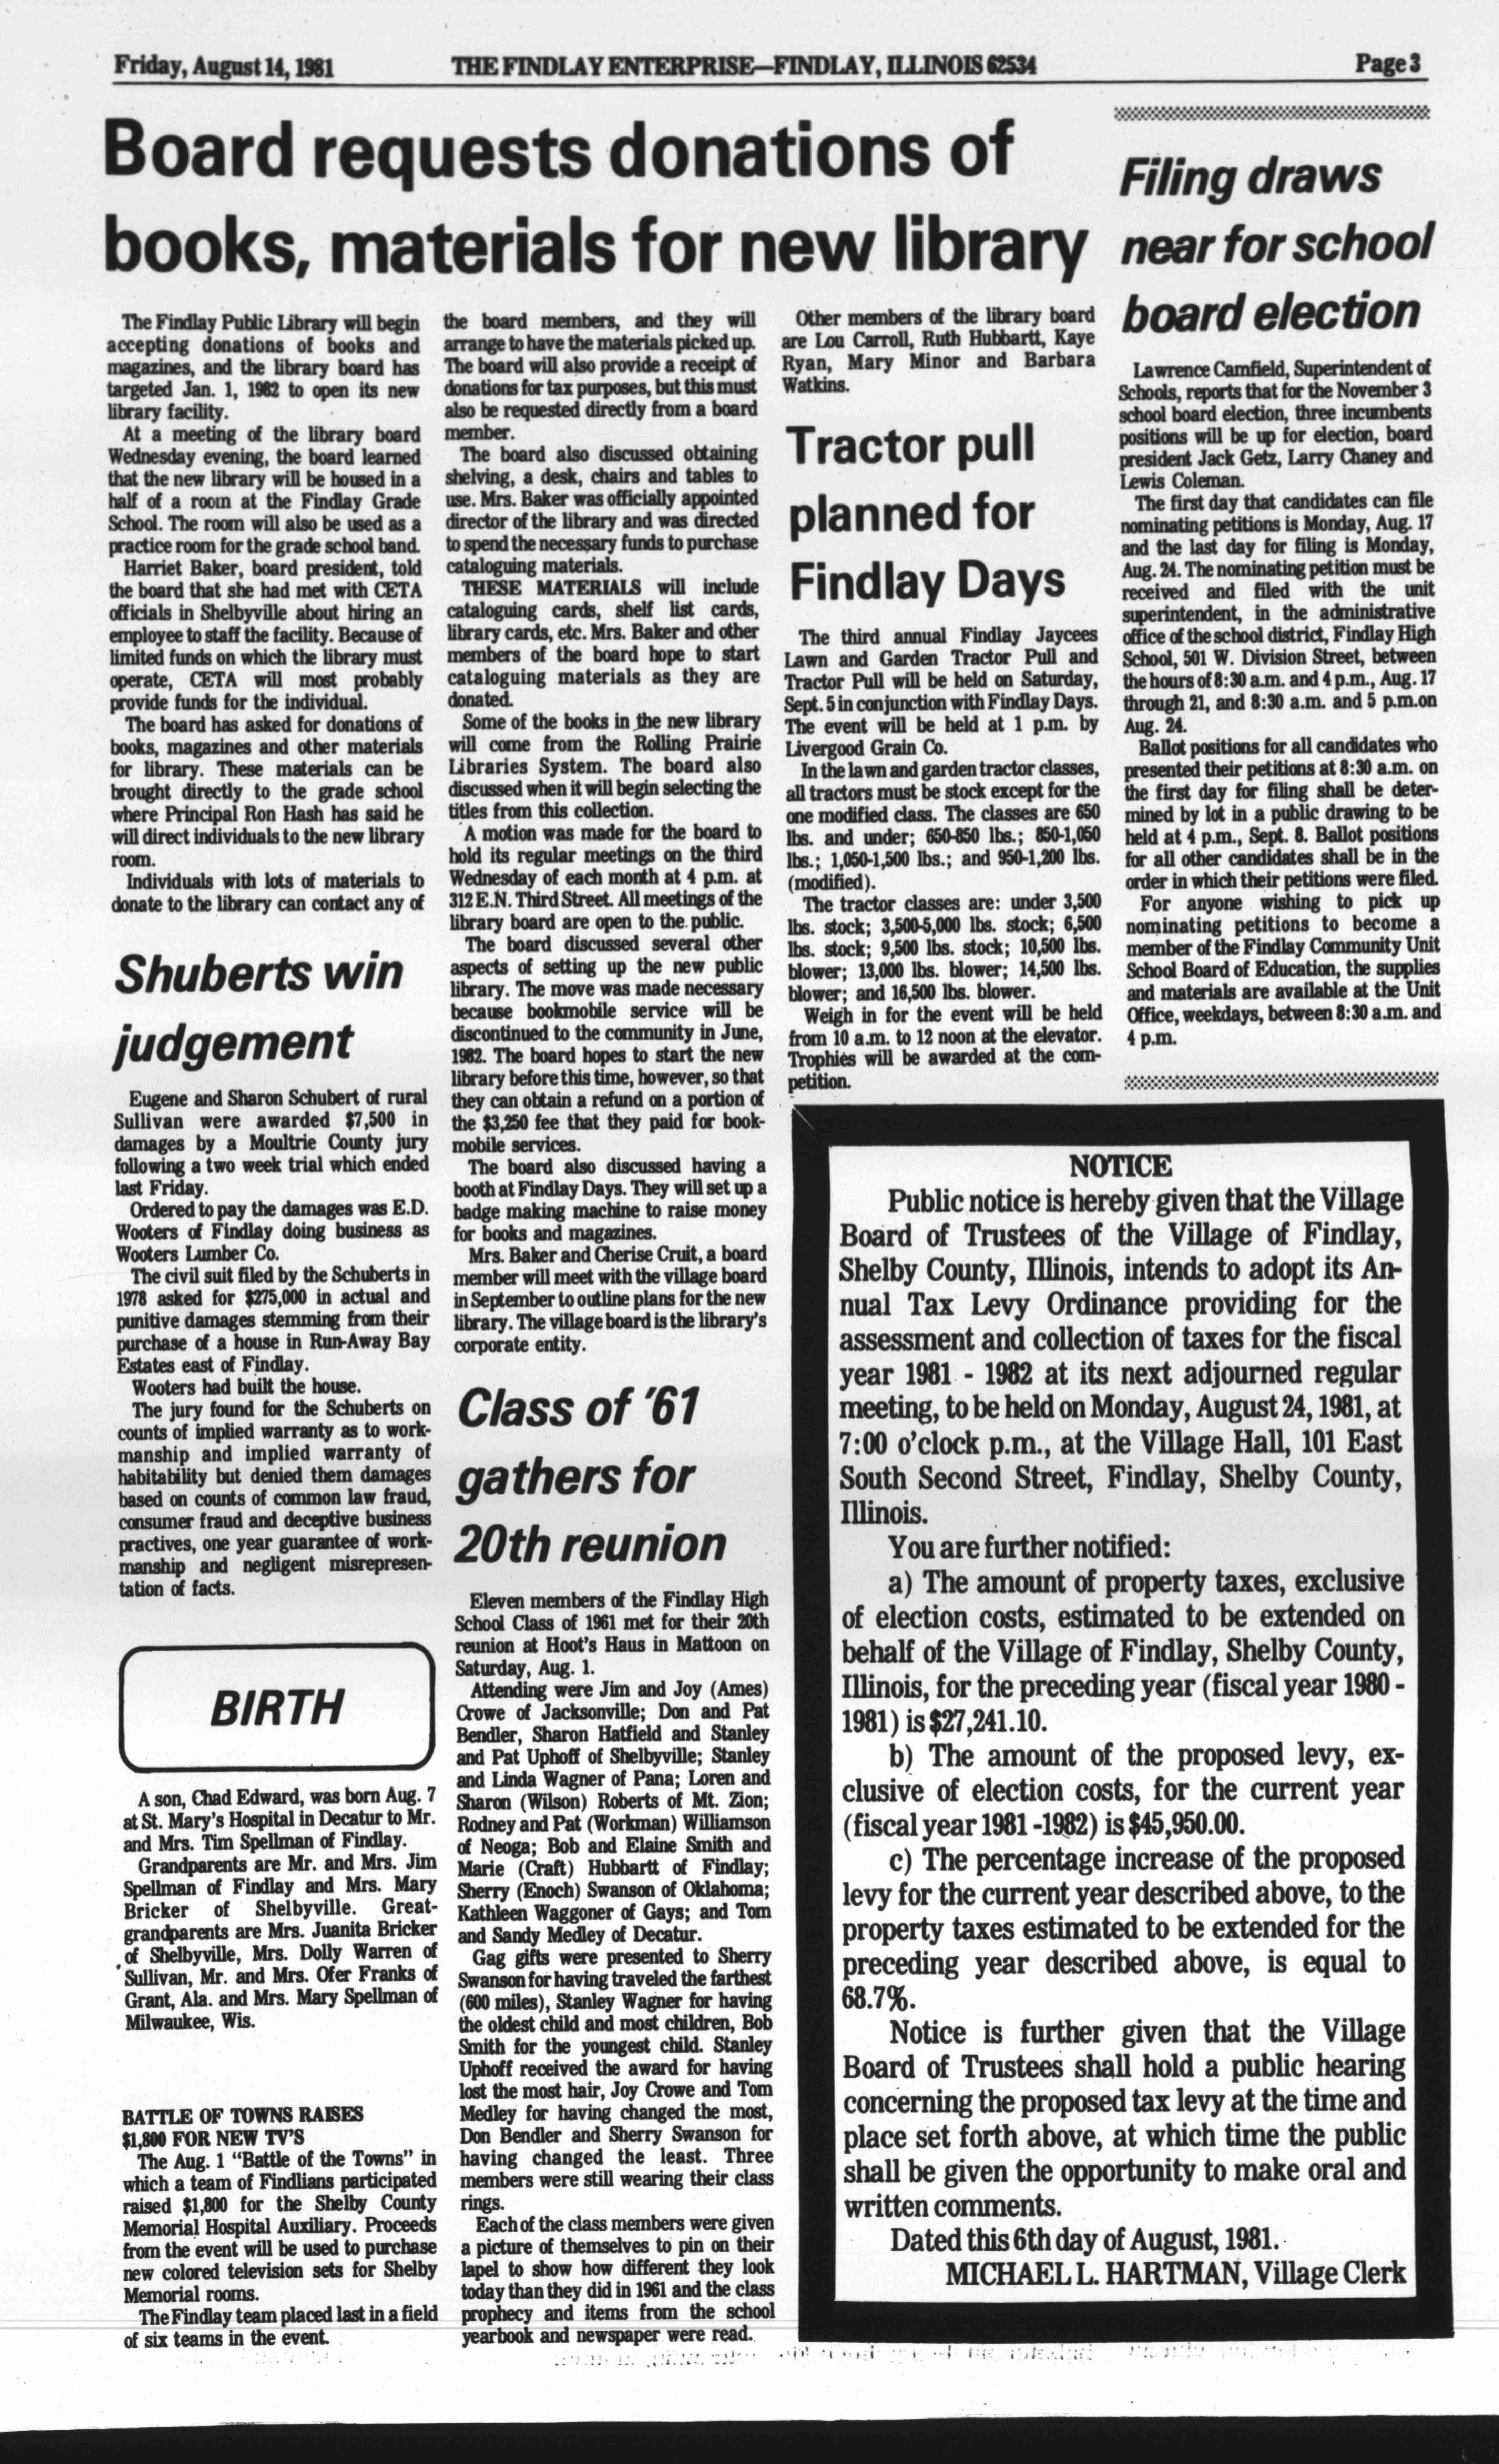 Friday, August 14, 1981
THE FINDLAY ENTERPRISE—FINDLAY, ILLINOIS 62534
Page 3
Board requests donations of
books, materials for new library
The Findlay Public Library will begin
accepting donations of books and
magazines, and the library board has
targeted Jan. 1, 1982 to open its new
library facility.
At a meeting of the library board
Wednesday evening, the board learned
that the new library will be housed in a
half of a room at the Findlay Grade
School. The room will also be used as a
practice room for the grade school band.
Harriet Baker, board president, told
the board that she had met with CETA
officials in Shelbyville about hiring an
employee to staff the facility. Because of
limited funds on which the library must
operate, CETA will most probably
provide funds for the individual.
The board has asked for donations of
books, magazines and other materials
for library. These materials can be
brought directly to the grade school
where Principal Ron Hash has said he
will direct individuals to the new library
room.
Individuals with lots of materials to
donate to the library can contact any of
the board members, and they will
arrange to have the materials picked up.
The board will also provide a receipt of
donations for tax purposes, but this must
also be requested directly from a board
member.
The board also discussed obtaining
shelving, a desk, chairs and tables to
use. Mrs. Baker was officially appointed
director of the library and was directed
to spend the necessary funds to purchase
cataloguing materials.
THESE MATERIALS will include
cataloguing cards, shelf list cards,
library cards, etc. Mrs. Baker and other
members of the board hope to start
cataloguing materials as they are
donated.
Some of the books in the new library
will come from the Rolling Prairie
Libraries System. The board also
discussed when it will begin selecting the
titles from this collection.
A motion was made for the board to
hold its regular meetings on the third
Wednesday of each month at 4 p.m. at
312 E.N. Third Street. All meetings of the
library board are open to the public.
The board discussed several other
aspects of setting up the new public
library. The move was made necessary
because bookmobile service will be
discontinued to the community in June,
1982. The board hopes to start the new
library before this time, however, so that
they can obtain a refund on a portion of
the $3,250 fee that they paid for book-
mobile services.
The board also discussed having a
booth at Findlay Days. They will set up a
badge making machine to raise money
for books and magazines.
Mrs. Baker and Cherise Cruit, a board
member will meet with the village board
in September to outline plans for the new
library. The village board is the library's
corporate entity.
Other members of the library board
are Lou Carroll, Ruth Hubbartt, Kaye
Ryan, Mary Minor and Barbara
Watkins.
Shuberts win
judgement
Eugene and Sharon Schubert of rural
Sullivan were awarded $7,500 in
damages by a Moultrie County jury
following a two week trial which ended
last Friday.
Ordered to pay the damages was E.D.
Wooters of Findlay doing business as
Wooters Lumber Co.
The civil suit filed by the Schuberts in
1978 asked for $275,000 in actual and
punitive damages stemming from their
purchase of a house in Run-Away Bay
Estates east of Findlay.
Wooters had built the house.
The jury found for the Schuberts on
counts of implied warranty as to work-
manship and implied warranty of
habitability but denied them damages
based on counts of common law fraud,
consumer fraud and deceptive business
practives, one year guarantee of work-
manship and negligent misrepresen-
tation of facts.
BIRTH
A son, Chad Edward, was born Aug. 7
at St. Mary's Hospital in Decatur to Mr.
and Mrs. Tim Spellman of Findlay.
Grandparents are Mr. and Mrs. Jim
Spellman of Findlay and Mrs. Mary
Bricker of Shelbyville. Great-
grandparents are Mrs. Juanita Bricker
of Shelbyville, Mrs. Dolly Warren of
Sullivan, Mr. and Mrs. Ofer Franks of
Grant, Ala. and Mrs. Mary Spellman of
Milwaukee, Wis.
BATTLE OF TOWNS RAISES
$1,800 FOR NEW TV'S
The Aug. 1 "Battle of the Towns" in
which a team of Findlians participated
raised $1,800 for the Shelby County
Memorial Hospital Auxiliary. Proceeds
from the event will be used to purchase
new colored television sets for Shelby
Memorial rooms.
The Findlay team placed last in a field
of six teams in the event.
Class of '61
gathers for
20th reunion
Eleven members of the Findlay High
School Class of 1961 met for their 20th
reunion at Hoot's Haus in Mattoon on
Saturday, Aug. 1.
Attending were Jim and Joy (Ames)
Crowe of Jacksonville; Don and Pat
Bendler, Sharon Hatfield and Stanley
and Pat Uphoff of Shelbyville; Stanley
and Linda Wagner of Pana; Loren and
Sharon (Wilson) Roberts of Mt. Zion;
Rodney and Pat (Workman) Williamson
of Neoga; Bob and Elaine Smith and
Marie (Craft) Hubbartt of Findlay;
Sherry (Enoch) Swanson of Oklahoma;
Kathleen Waggoner of Gays; and Tom
and Sandy Medley of Decatur.
Gag gifts were presented to Sherry
Swanson for having traveled the farthest
(600 miles), Stanley Wagner for having
the oldest child and most children, Bob
Smith for the youngest child. Stanley
Uphoff received the award for having
lost the most hair, Joy Crowe and Tom
Medley for having changed the most,
Don Bendler and Sherry Swanson for
having changed the least. Three
members were still wearing their class
rings.
Each of the class members were given
a picture of themselves to pin on their
lapel to show how different they look
today than they did in 1961 and the class
prophecy and items from the school
yearbook and newspaper were read.
Tractor pull
planned for
Findlay Days
The third annual Findlay Jaycees
Lawn and Garden Tractor Pull and
Tractor Pull will be held on Saturday,
Sept. 5 in conjunction with Findlay Days.
The event will be held at 1 p.m. by
Livergood Grain Co.
In the lawn and garden tractor classes,
all tractors must be stock except for the
one modified class. The classes are 650
lbs. and under; 650-850 lbs.; 850-1,050
lbs.; 1,050-1,500 lbs.; and 950-1,200 lbs.
(modified).
The tractor classes are: under 3,500
lbs. stock; 3,500-5,000 lbs. stock; 6,500
lbs. stock; 9,500 lbs. stock; 10,500 lbs.
blower; 13,000 lbs. blower; 14,500 lbs.
blower; and 16,500 lbs. blower.
Weigh in for the event will be held
from 10 a.m. to 12 noon at the elevator.
Trophies will be awarded at the com-
petition.
Filing draws
near for school
board election
Lawrence Camfield, Superintendent of
Schools, reports that for the November 3
school board election, three incumbents
positions will be up for election, board
president Jack Getz, Larry Chaney and
Lewis Coleman.
The first day that candidates can file
nominating petitions is Monday, Aug. 17
and the last day for filing is Monday,
Aug. 24. The nominating petition must be
received and filed with the unit
superintendent, in the administrative
office of the school district, Findlay High
School, 501 W. Division Street, between
the hours of 8:30 a.m. and 4 p.m., Aug. 17
through 21, and 8:30 a.m. and 5 p.m.on
Aug. 24.
Ballot positions for all candidates who
presented their petitions at 8:30 a.m. on
the first day for filing shall be deter-
mined by lot in a public drawing to be
held at 4 p.m., Sept. 8. Ballot positions
for all other candidates shall be in the
order in which their petitions were filed.
For anyone wishing to pick up
nominating petitions to become a
member of the Findlay Community Unit
School Board of Education, the supplies
and materials are available at the Unit
Office, weekdays, between 8:30 a.m. and
4 p.m.
NOTICE
Public notice is hereby given that the Village
Board of Trustees of the Village of Findlay,
Shelby County, Illinois, intends to adopt its An-
nual Tax Levy Ordinance providing for the
assessment and collection of taxes for the fiscal
year 1981 - 1982 at its next adjourned regular
meeting, to be held on Monday, August 24, 1981, at
7:00 o'clock p.m., at the Village Hall, 101 East
South Second Street, Findlay, Shelby County,
Illinois.
You are further notified:
a) The amount of property taxes, exclusive
of election costs, estimated to be extended on
behalf of the Village of Findlay, Shelby County,
Illinois, for the preceding year (fiscal year 1980 -
1981) is $27,241.10.
b) The amount of the proposed levy, ex-
clusive of election costs, for the current year
(fiscal year 1981 -1982) is $45,950.00.
c) The percentage increase of the proposed
levy for the current year described above, to the
property taxes estimated to be extended for the
preceding year described above, is equal to
68.7%.
Notice is further given that the Village
Board of Trustees shall hold a public hearing
concerning the proposed tax levy at the time and
place set forth above, at which time the public
shall be given the opportunity to make oral and
written comments.
Dated this 6th day of August, 1981.
MICHAEL L. HARTMAN, Village Clerk